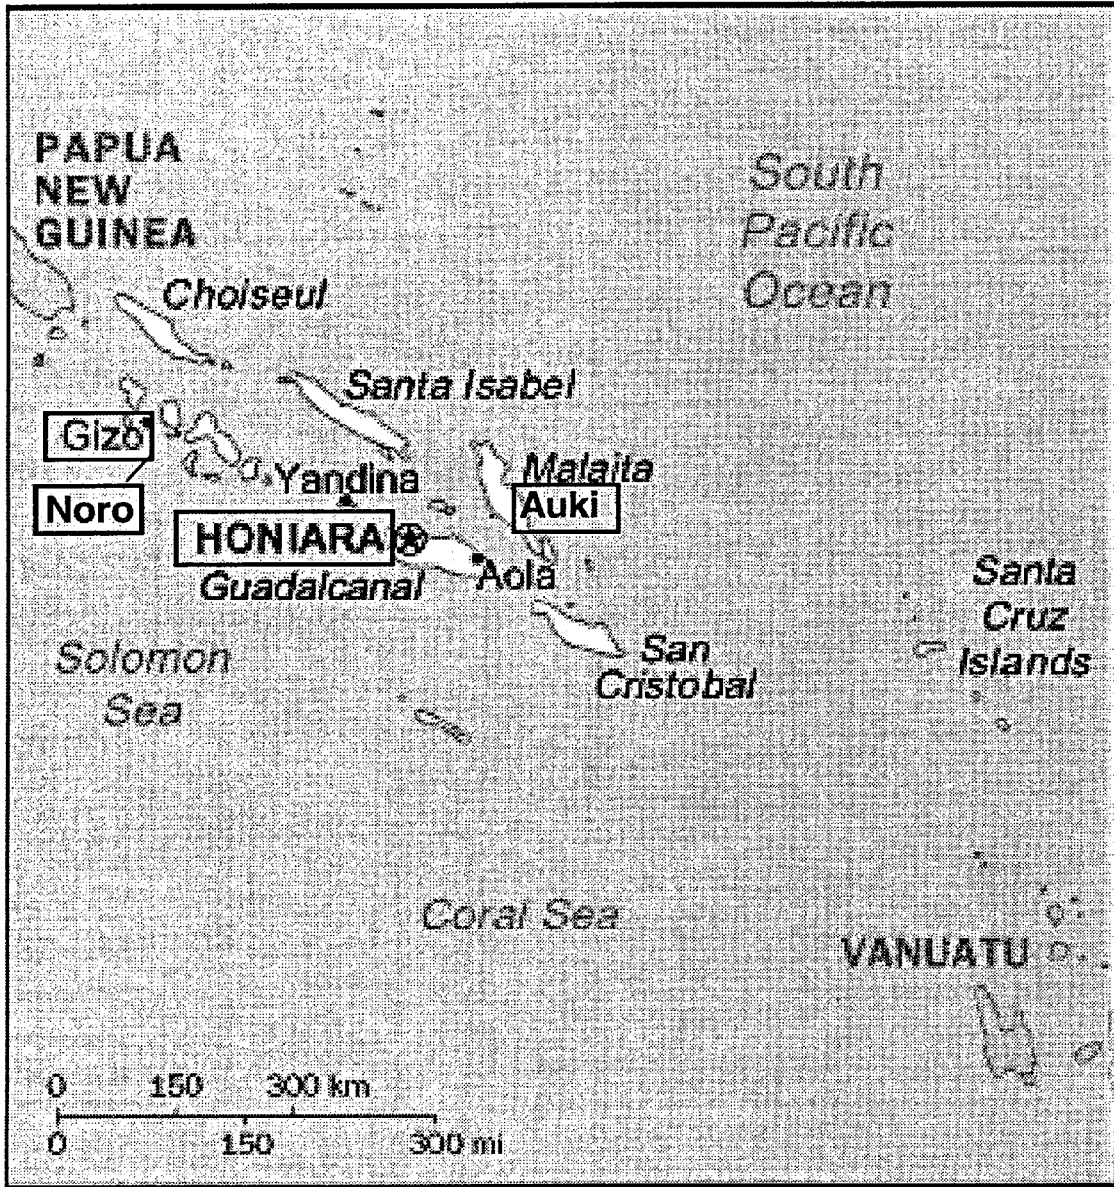 PAPUA
NEW
GUINEA
South
Pacific
Ocean
Choiseul
Santa Isabel
Gizo
Malaita
Yandina
Noro
Auki
HONIARA
Guadalcanal
Aola
Santa
Cruz
Islands
Solomon
Sea
San
Cristobal
Coral Sea
VANUATU
0 150 300 km
0 150 300 mi